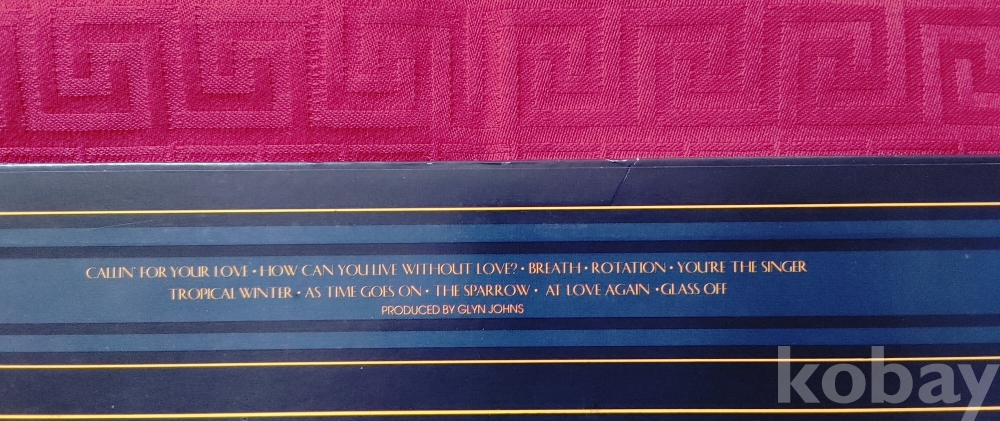 CALLIN' FOR YOUR LOVE • HOW CAN YOU LIVE WITHOUT LOVE? • BREATH • ROTATION • YOU'RE THE SINGER
TROPICAL WINTER • AS TIME GOES ON • THE SPARROW • AT LOVE AGAIN • GLASS OFF
PRODUCED BY GLYN JOHNS
kobay